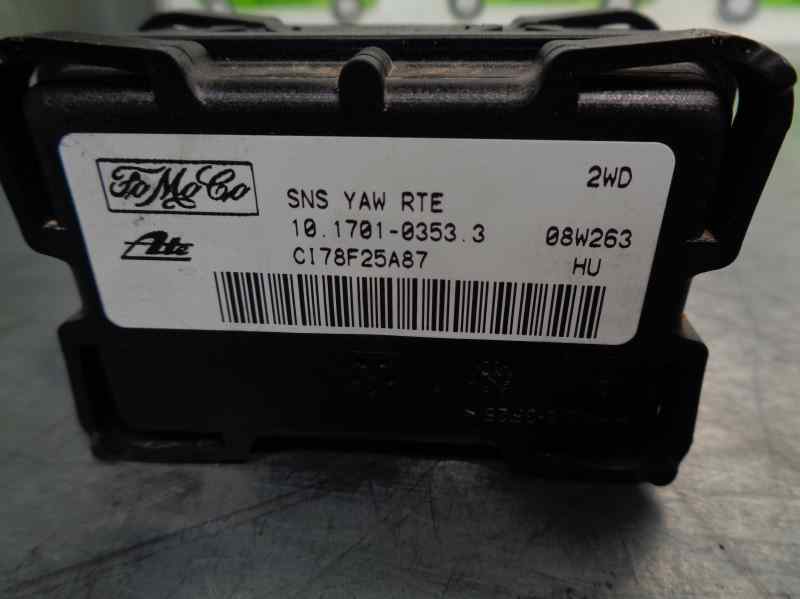 FoMoCo
2WD
SNS YAW RTE
10.1701-0353.3
08W263
Ate
CI78F25A87
HU